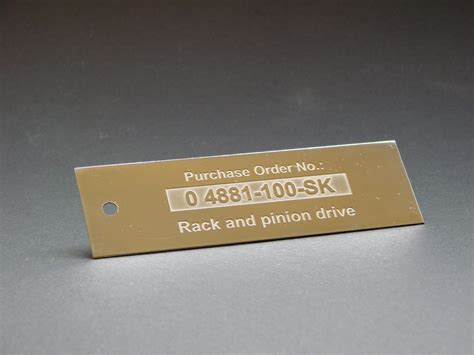 Purchase Order No.:
0 4881-100-SK
Rack and pinion drive